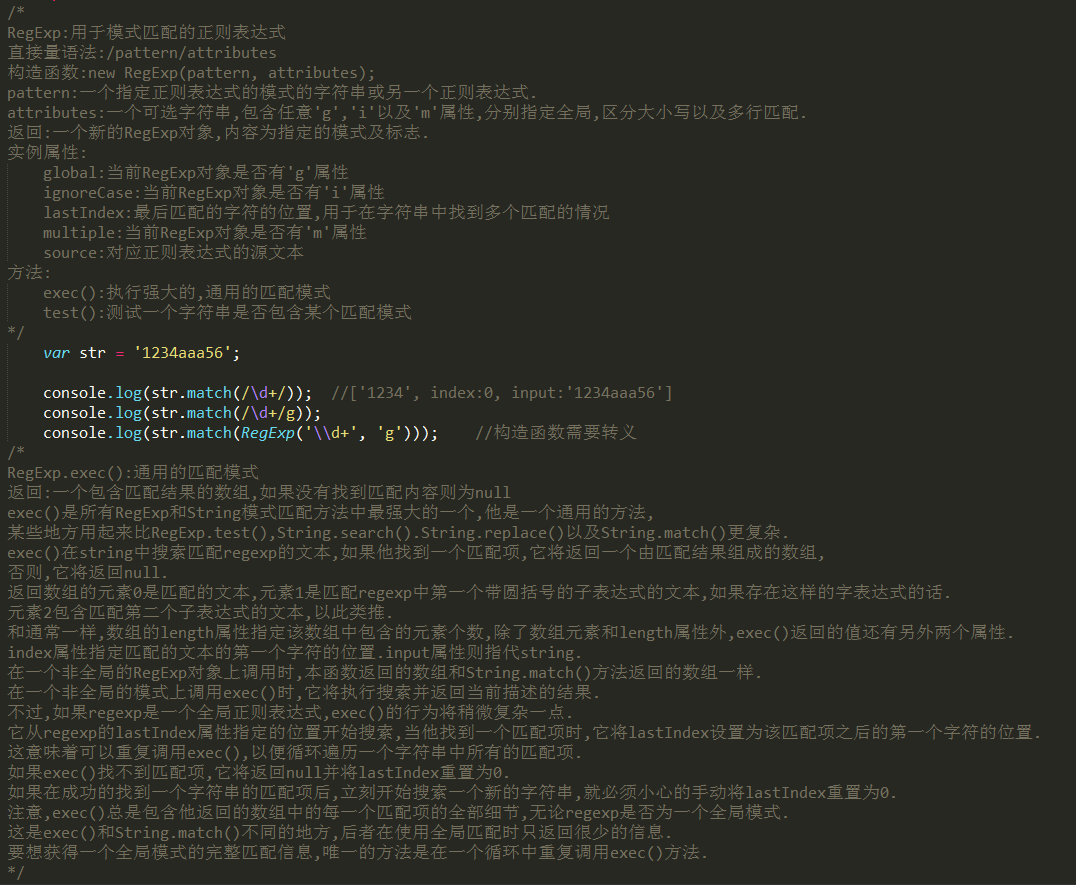 /*
RegExp:用于模式匹配的正则表达式
直接量语法:/pattern/attributes
构造函数:new RegExp(pattern, attributes);
pattern:一个指定正则表达式的模式的字符串或另一个正则表达式.
attributes:一个可选字符串,包含任意'g','i'以及'm'属性,分别指定全局,区分大小写以及多行匹配.
返回:一个新的RegExp对象,内容为指定的模式及标志.
实例属性:
    global:当前RegExp对象是否有'g'属性
    ignoreCase:当前RegExp对象是否有'i'属性
    lastIndex:最后匹配的字符的位置,用于在字符串中找到多个匹配的情况
    multiple:当前RegExp对象是否有'm'属性
    source:对应正则表达式的源文本
方法:
    exec():执行强大的,通用的匹配模式
    test():测试一个字符串是否包含某个匹配模式
*/
    var str = '1234aaa56';
    console.log(str.match(/\d+/));  //['1234', index:0, input:'1234aaa56']
    console.log(str.match(/\d+/g));
    console.log(str.match(RegExp('\\d+', 'g')));    //构造函数需要转义
/*
RegExp.exec():通用的匹配模式
返回:一个包含匹配结果的数组,如果没有找到匹配内容则为null
exec()是所有RegExp和String模式匹配方法中最强大的一个,他是一个通用的方法,
某些地方用起来比RegExp.test(),String.search().String.replace()以及String.match()更复杂.
exec()在string中搜索匹配regexp的文本,如果他找到一个匹配项,它将返回一个由匹配结果组成的数组,
否则,它将返回null.
返回数组的元素0是匹配的文本,元素1是匹配regexp中第一个带圆括号的子表达式的文本,如果存在这样的字表达式的话.
元素2包含匹配第二个子表达式的文本,以此类推.
和通常一样,数组的length属性指定该数组中包含的元素个数,除了数组元素和length属性外,exec()返回的值还有另外两个属性.
index属性指定匹配的文本的第一个字符的位置.input属性则指代string.
在一个非全局的RegExp对象上调用时,本函数返回的数组和String.match()方法返回的数组一样.
在一个非全局的模式上调用exec()时,它将执行搜索并返回当前描述的结果.
不过,如果regexp是一个全局正则表达式,exec()的行为将稍微复杂一点.
它从regexp的lastIndex属性指定的位置开始搜索,当他找到一个匹配项时,它将lastIndex设置为该匹配项之后的第一个字符的位置.
这意味着可以重复调用exec(),以便循环遍历一个字符串中所有的匹配项.
如果exec()找不到匹配项,它将返回null并将lastIndex重置为0.
如果在成功的找到一个字符串的匹配项后,立刻开始搜索一个新的字符串,就必须小心的手动将lastIndex重置为0.
注意,exec()总是包含他返回的数组中的每一个匹配项的全部细节,无论regexp是否为一个全局模式.
这是exec()和String.match()不同的地方,后者在使用全局匹配时只返回很少的信息.
要想获得一个全局模式的完整匹配信息,唯一的方法是在一个循环中重复调用exec()方法.
*/